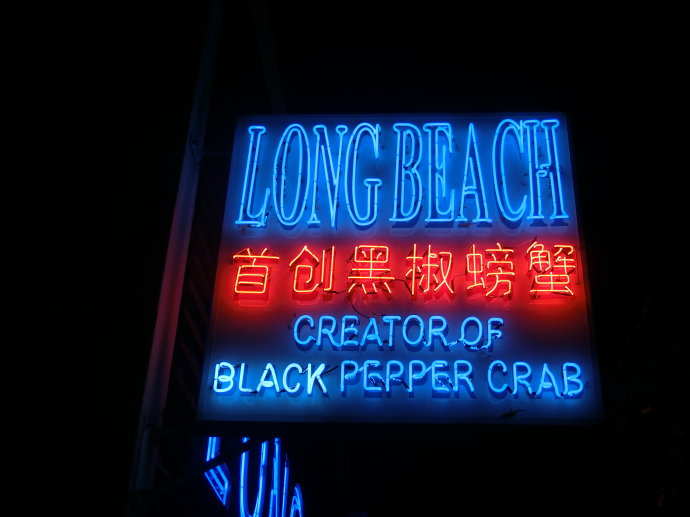 LONG BEACH
首创黑椒螃蟹
CREATOR OF
BLACK PEPPER CRAB